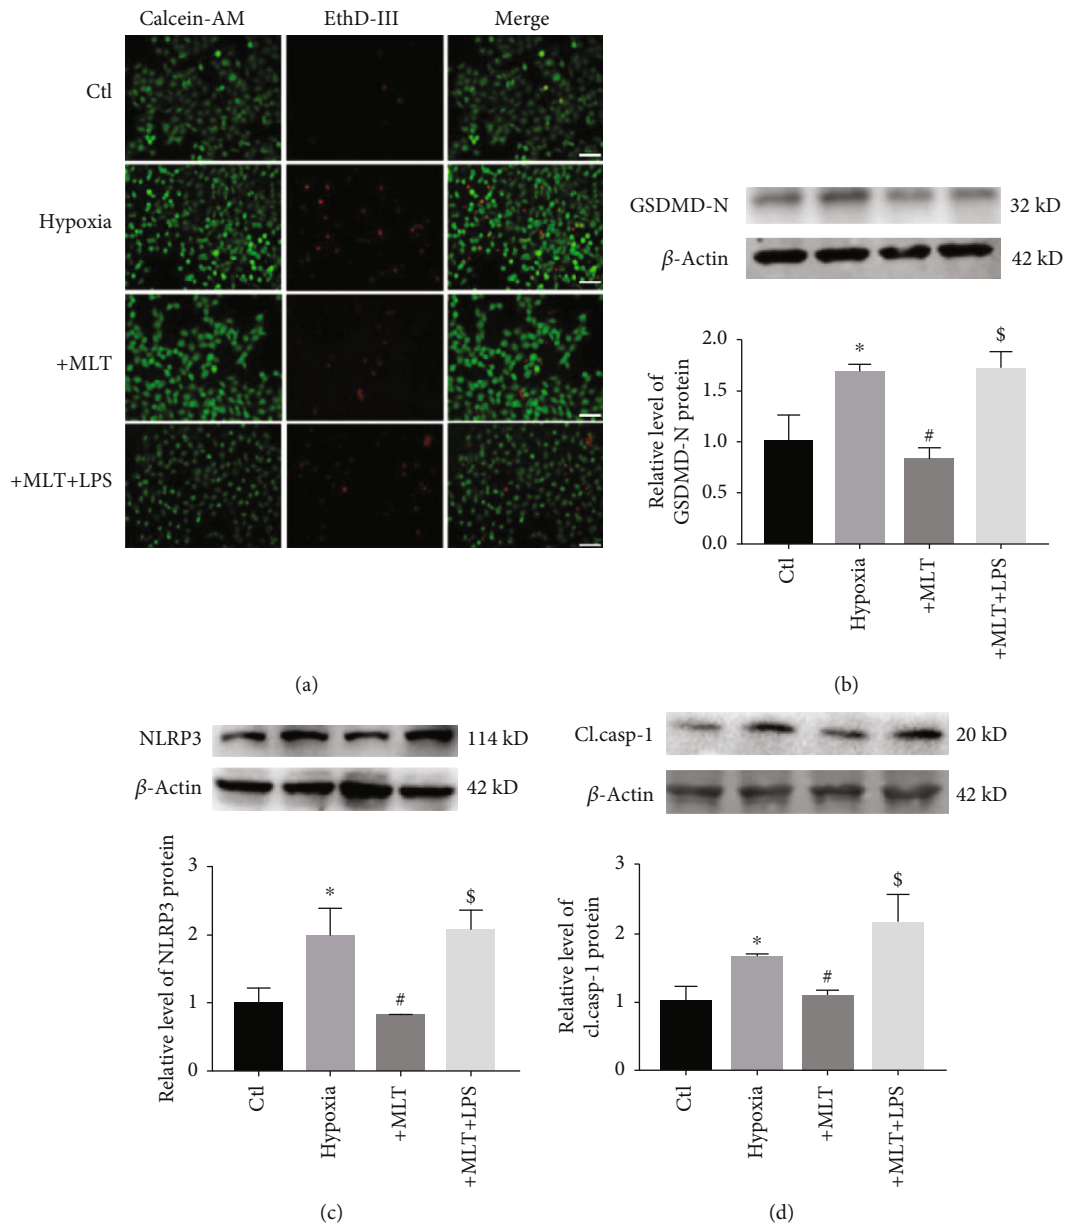 Calcein-AM EthD-III Merge
Ctl
Hypoxia
+MLT
+MLT+LPS
(a)
GSDMD-N 32 kD
β-Actin 42 kD
Relative level of
GSDMD-N protein
2.0
1.5
1.0
0.5
0.0
* # $
Ctl Hypoxia +MLT +MLT+LPS
(b)
NLRP3 114 kD
β-Actin 42 kD
Relative level of NLRP3 protein
3
2
1
0
* # $
Ctl Hypoxia +MLT +MLT+LPS
(c)
Cl.casp-1 20 kD
β-Actin 42 kD
Relative level of
cl.casp-1 protein
3
2
1
0
* # $
Ctl Hypoxia +MLT +MLT+LPS
(d)